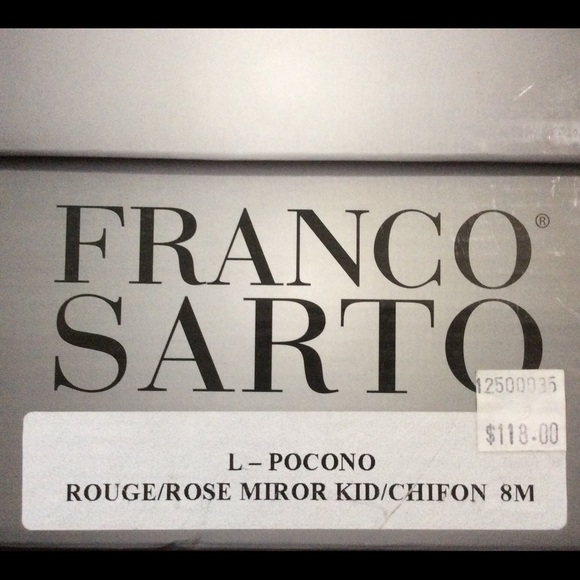 FRANCO®
SARTO
12500035
$118.00
L – POCONO
ROUGE/ROSE MIROR KID/CHIFON 8M